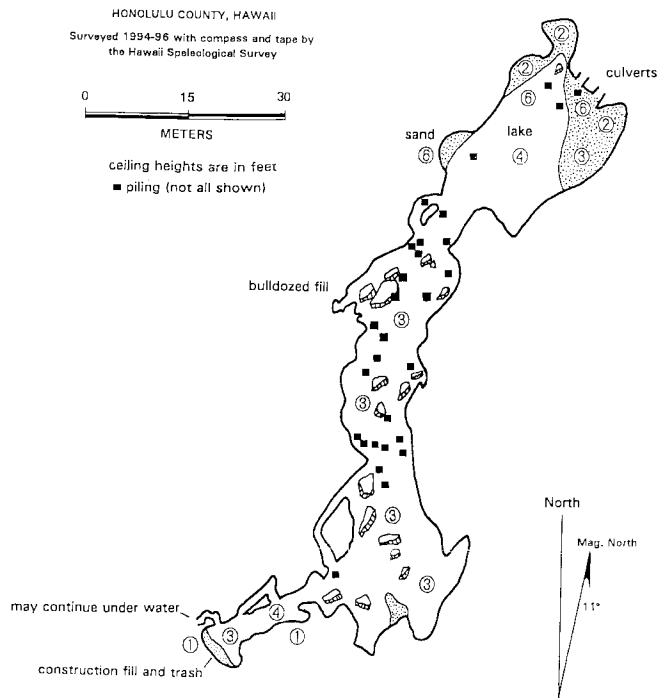 HONOLULU COUNTY, HAWAII
Surveyed 1994-96 with compass and tape by
the Hawaii Speleological Survey
0 15 30
METERS
ceiling heights are in feet
■ piling (not all shown)
②
②
culverts
⑥
⑥
②
sand
lake
⑥
④
③
bulldozed fill
③
③
③
North
Mag. North
③
11°
may continue under water
④
①
③
①
construction fill and trash